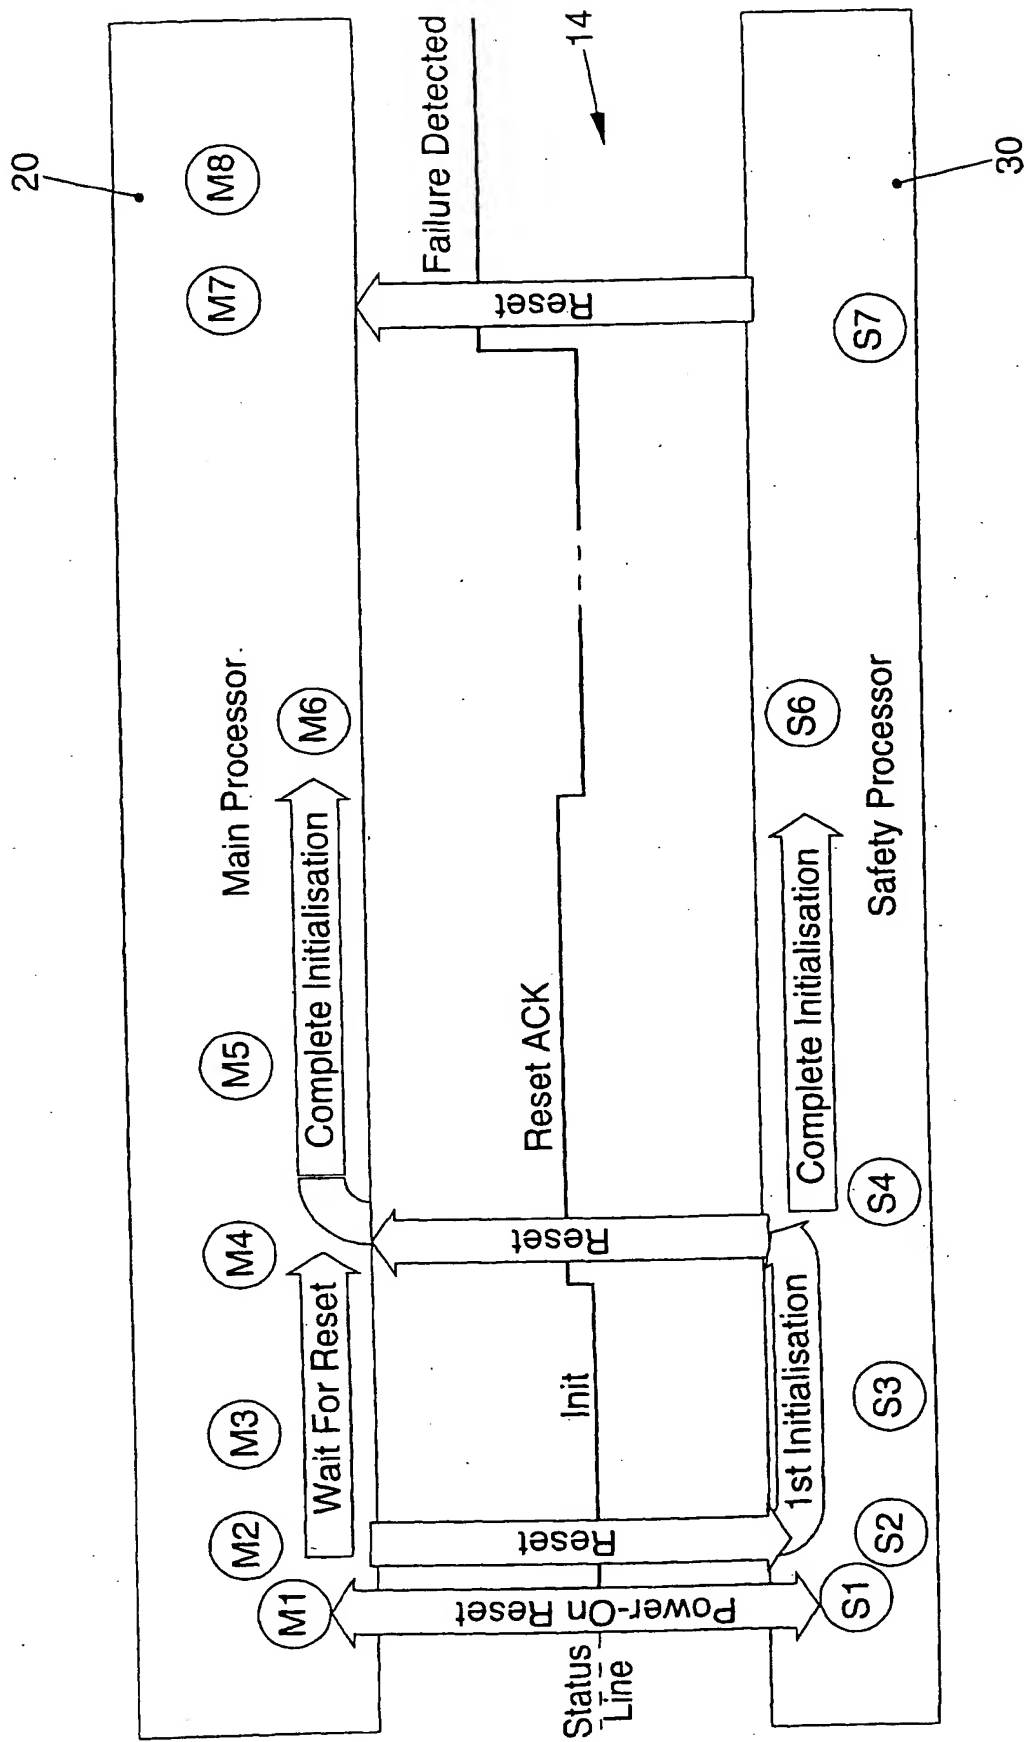 20
M8
M7
Failure Detected
14
Reset
S7
30
Main Processor.
M6
Complete Initialisation
M5
Reset ACK
S6
Safety Processor
Complete Initialisation
S4
M4
Reset
Wait For Reset
M3
Init
1st Initialisation
S3
M2
Reset
S2
M1
Power-On Reset
S1
Status
Line